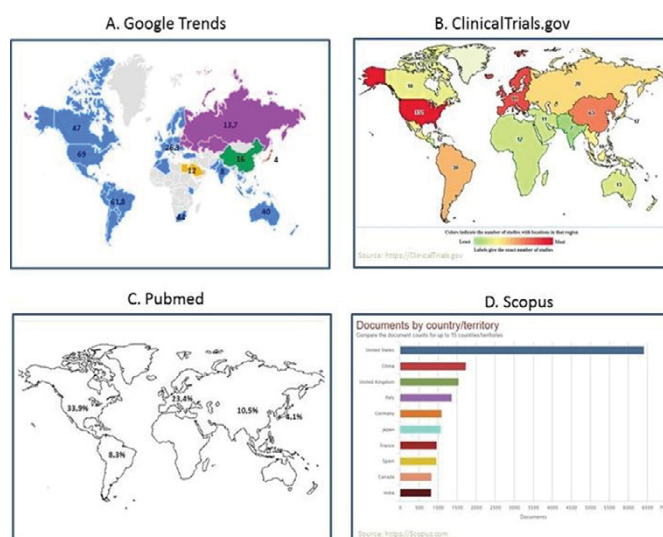 A. Google Trends
B. ClinicalTrials.gov
47
69
61,8
26,3
13,7
16
4
12
40
12
13
Colors indicate the number of studies with locations in that region
Least
Most
Labels give the exact number of studies
Source: https://ClinicalTrials.gov
C. Pubmed
D. Scopus
33.9%
23,4%
10,5%
4,1%
8.3%
Documents by country/territory
Compare the document counts for up to 15 countries/territories
United States
China
United Kingdom
Italy
Germany
Japan
France
Spain
Canada
India
0
500
1000
1500
2000
2500
3000
3500
4000
4500
5000
5500
6000
6500
Documents
Source: https://Scopus.com